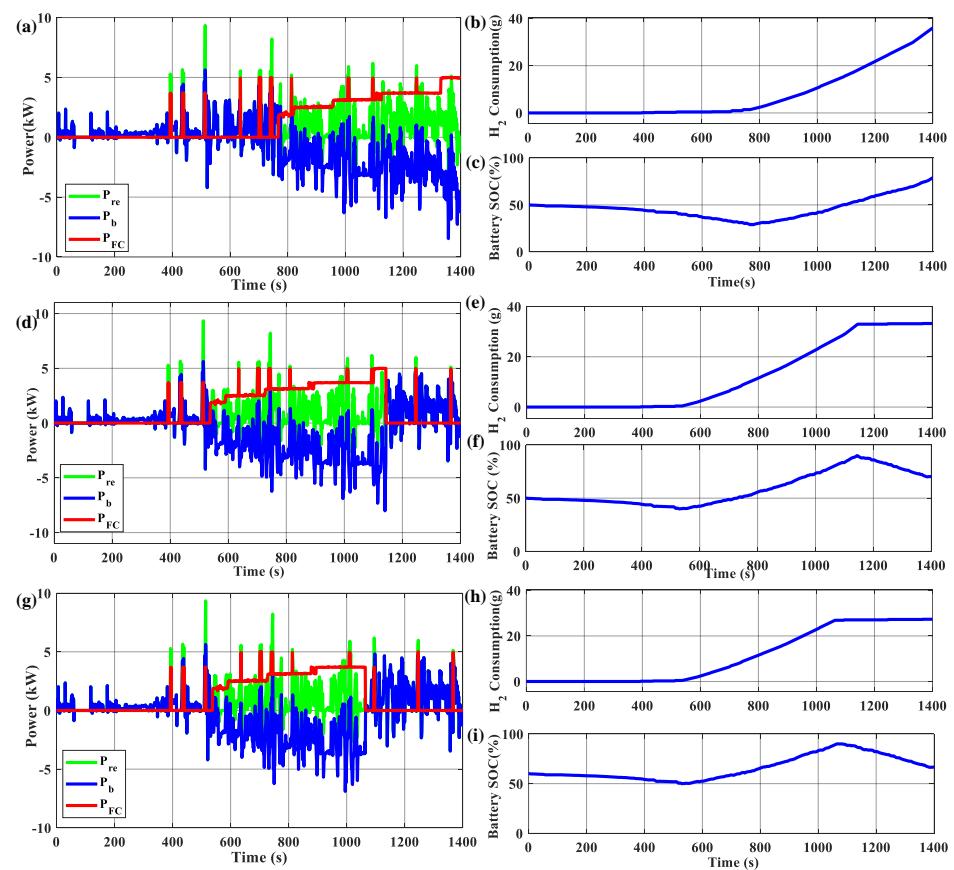 (a)
10
5
0
-5
-10
Power(kW)
P_re
P_b
P_FC
0 200 400 600 800 1000 1200 1400
Time (s)
(b)
40
20
0
H_2 Consumption(g)
0 200 400 600 800 1000 1200 1400
(c)
100
50
0
Battery SOC(%)
0 200 400 600 800 1000 1200 1400
Time(s)
(d)
10
5
0
-5
-10
Power (kW)
P_re
P_b
P_FC
0 200 400 600 800 1000 1200 1400
Time (s)
(e)
40
20
0
H_2 Consumption (g)
0 200 400 600 800 1000 1200 1400
(f)
100
50
0
Battery SOC (%)
0 200 400 600 800 1000 1200 1400
Time (s)
(g)
10
5
0
-5
-10
Power (kW)
P_re
P_b
P_FC
0 200 400 600 800 1000 1200 1400
Time (s)
(h)
40
20
0
H_2 Consumption(g)
0 200 400 600 800 1000 1200 1400
(i)
100
50
0
Battery SOC(%)
0 200 400 600 800 1000 1200 1400
Time (s)